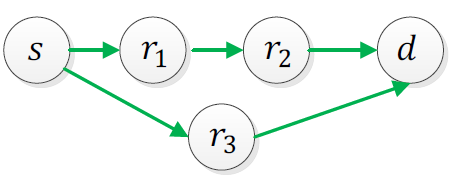 s r₁ r₂ d
r₃